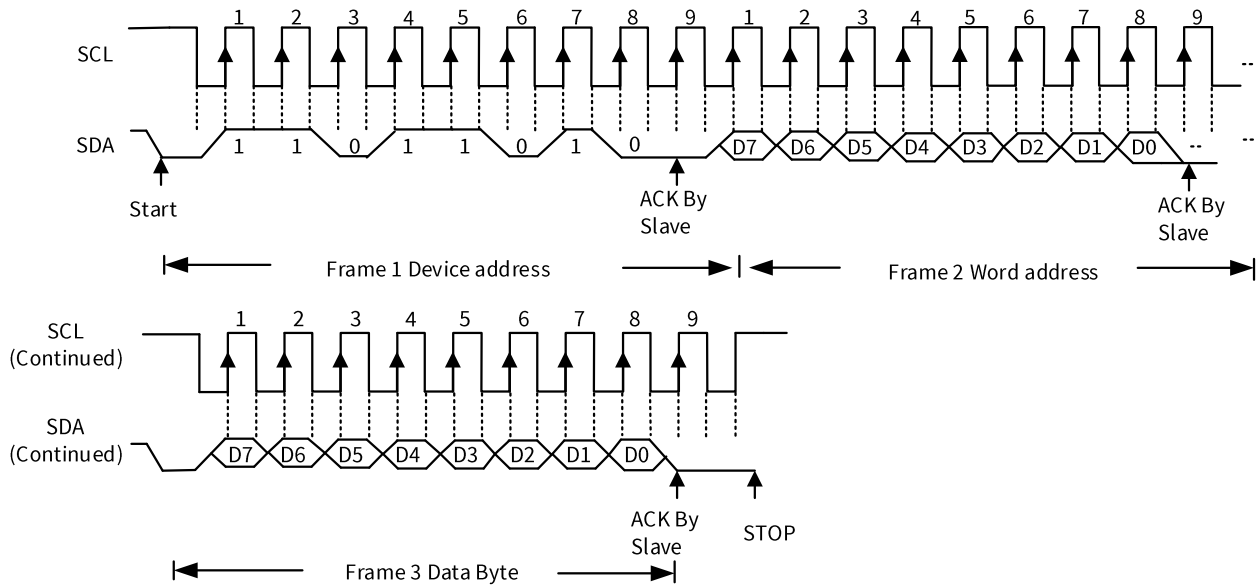 1 2 3 4 5 6 7 8 9 1 2 3 4 5 6 7 8 9
SCL
--
SDA
1 1 0 1 1 0 1 0 D7 D6 D5 D4 D3 D2 D1 D0 --
--
Start
ACK By
Slave
ACK By
Slave
Frame 1 Device address
Frame 2 Word address
1 2 3 4 5 6 7 8 9
SCL
(Continued)
SDA
(Continued)
D7 D6 D5 D4 D3 D2 D1 D0
ACK By
Slave
STOP
Frame 3 Data Byte